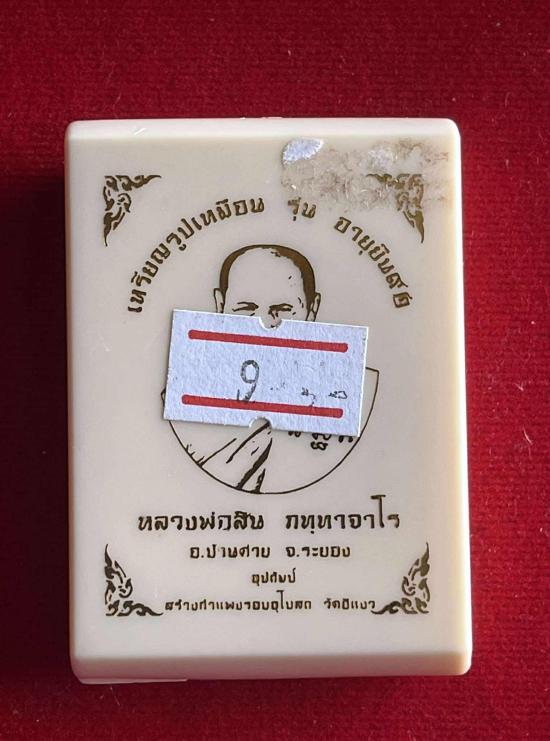 เหรียญรูปเหมือน รุ่น อายุยืน๙๑
9
หลวงพ่อสิน ภทฺทาจาโร
อ.บ้านค่าย จ.ระยอง
อุปถัมป์
สร้างกำแพงรอบอุโบสถ วัดอีแงว